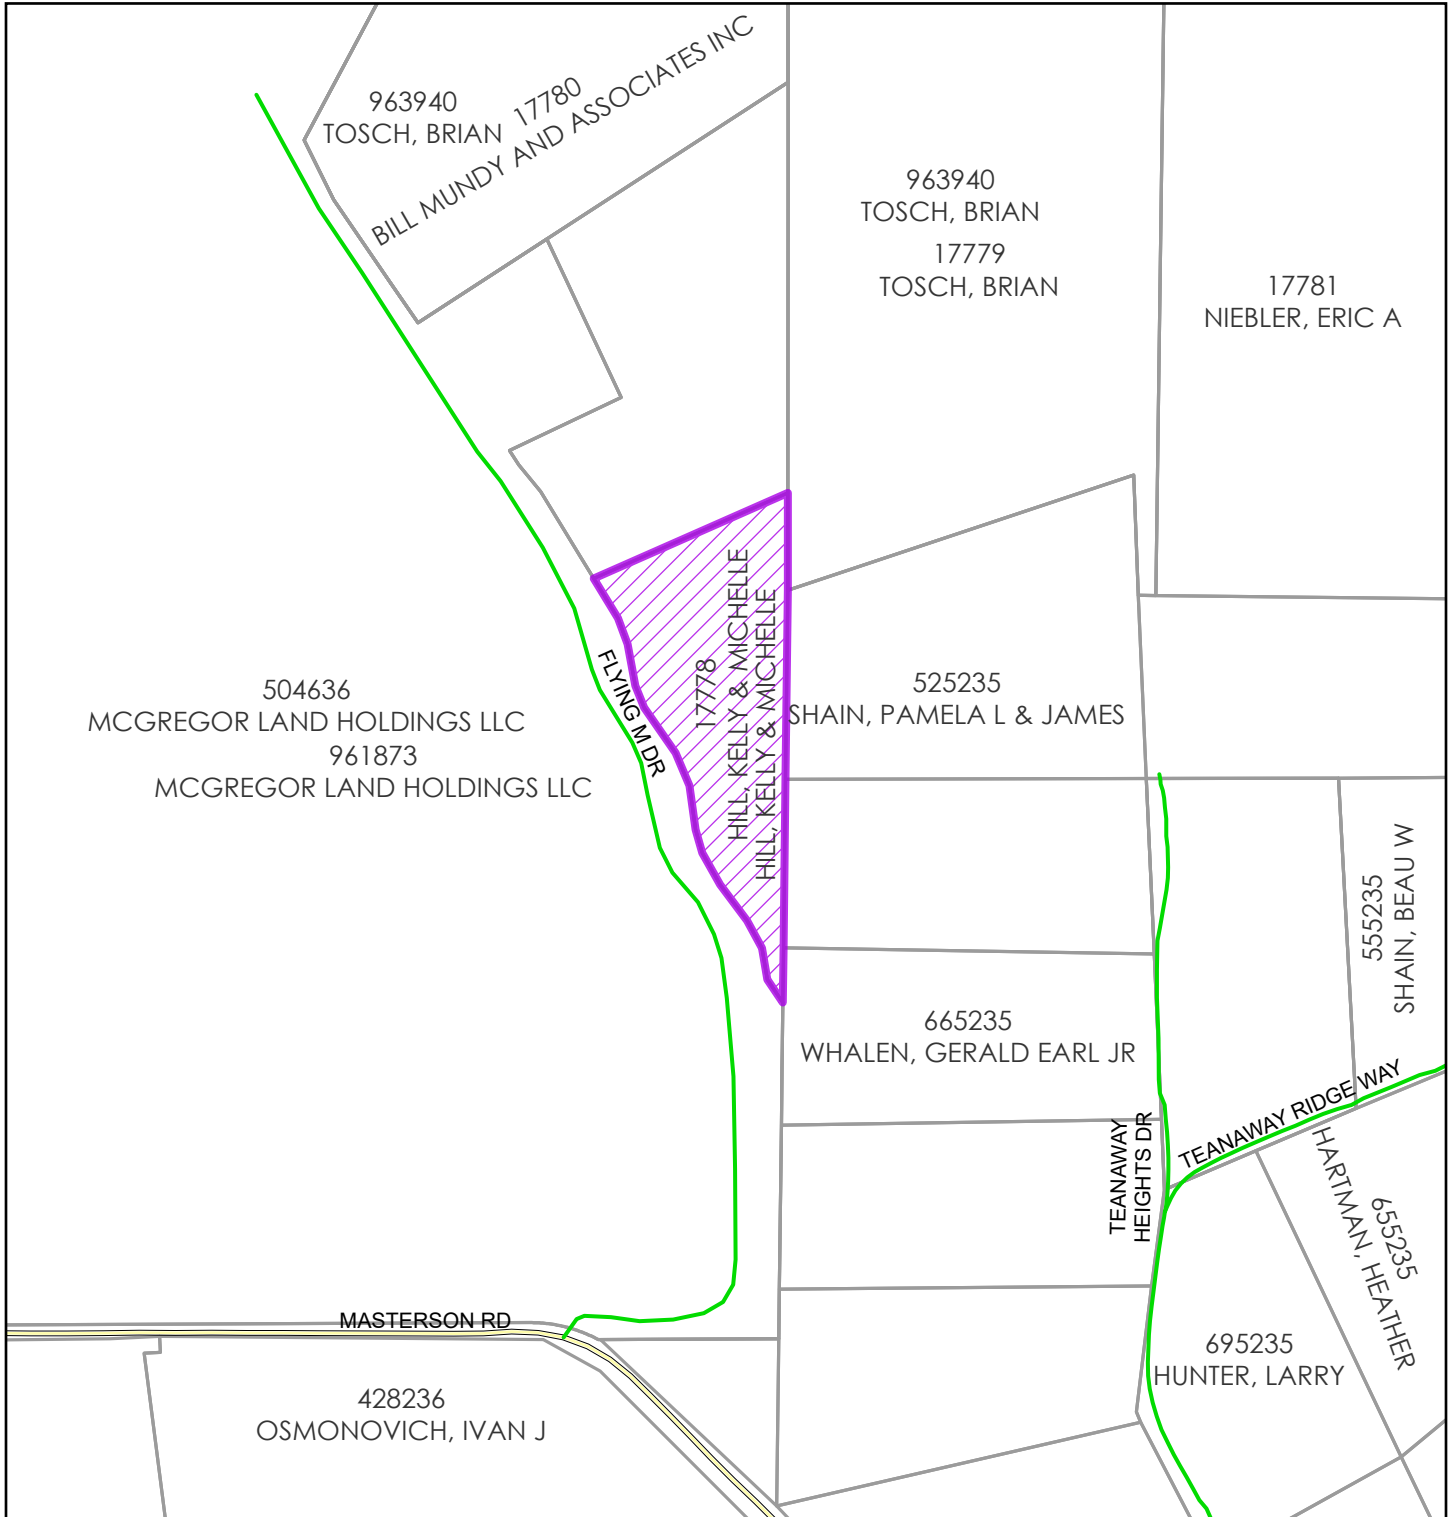 963940
TOSCH, BRIAN
17780
BILL MUNDY AND ASSOCIATES INC
963940
TOSCH, BRIAN
17779
TOSCH, BRIAN
17781
NIEBLER, ERIC A
504636
MCGREGOR LAND HOLDINGS LLC
961873
MCGREGOR LAND HOLDINGS LLC
FLYING M DR
17778
HILL, KELLY & MICHELLE
HILL, KELLY & MICHELLE
525235
SHAIN, PAMELA L & JAMES
555235
SHAIN, BEAU W
665235
WHALEN, GERALD EARL JR
TEANAWAY
HEIGHTS DR
TEANAWAY RIDGE WAY
655235
HARTMAN, HEATHER
MASTERSON RD
695235
HUNTER, LARRY
428236
OSMONOVICH, IVAN J